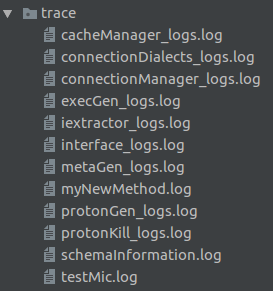 trace
cacheManager_logs.log
connectionDialects_logs.log
connectionManager_logs.log
execGen_logs.log
iextractor_logs.log
interface_logs.log
metaGen_logs.log
myNewMethod.log
protonGen_logs.log
protonKill_logs.log
schemaInformation.log
testMic.log